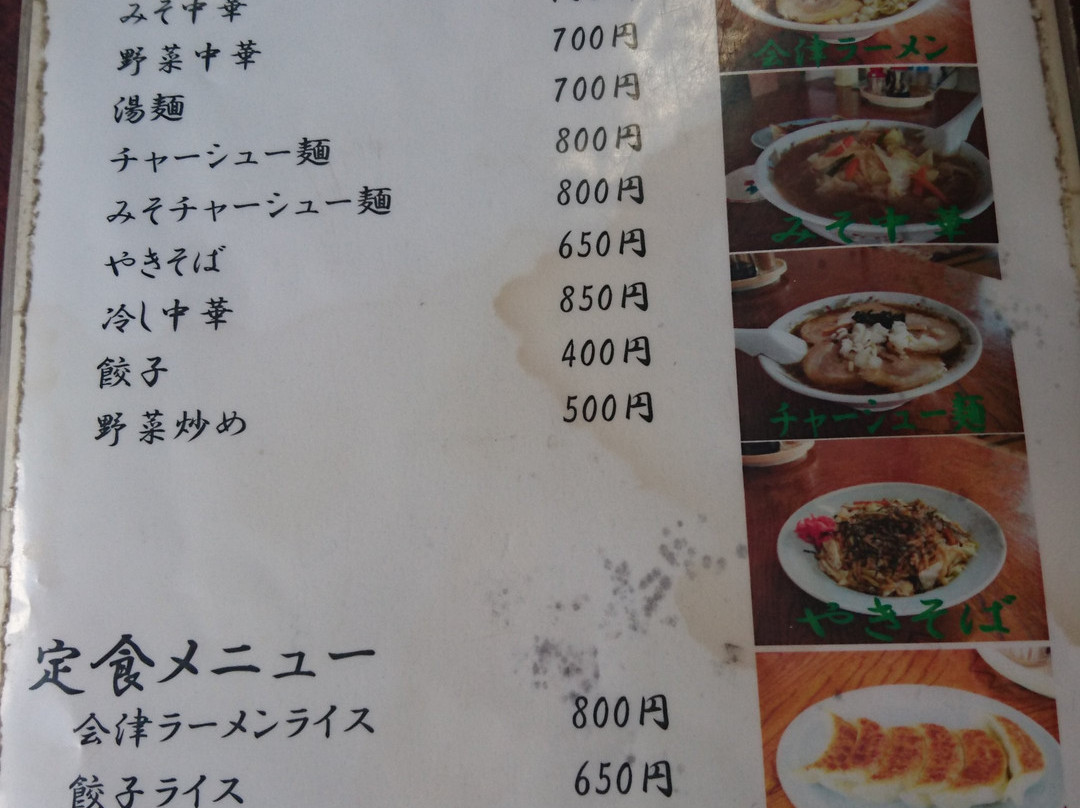 みそ中華
野菜中華 700円
湯麺 700円
チャーシュー麺 800円
みそチャーシュー麺 800円
やきそば 650円
冷し中華 850円
餃子 400円
野菜炒め 500円
定食メニュー
会津ラーメンライス 800円
餃子ライス 650円
会津ラーメン
みそ中華
チャーシュー麺
やきそば